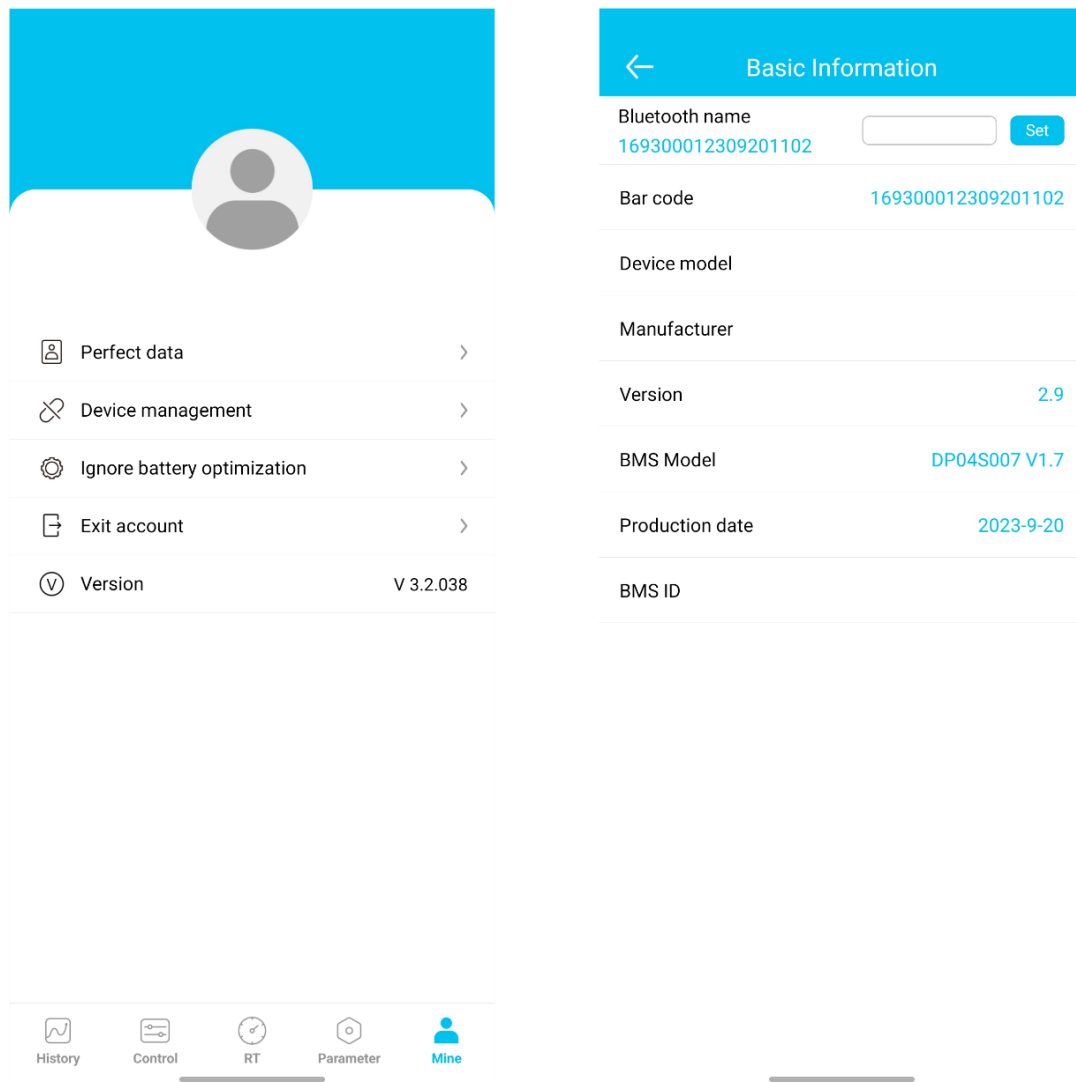 Perfect data
Device management
Ignore battery optimization
Exit account
V Version V 3.2.038
History Control RT Parameter Mine
Basic Information
Bluetooth name
169300012309201102
Set
Bar code 169300012309201102
Device model
Manufacturer
Version 2.9
BMS Model DP04S007 V1.7
Production date 2023-9-20
BMS ID